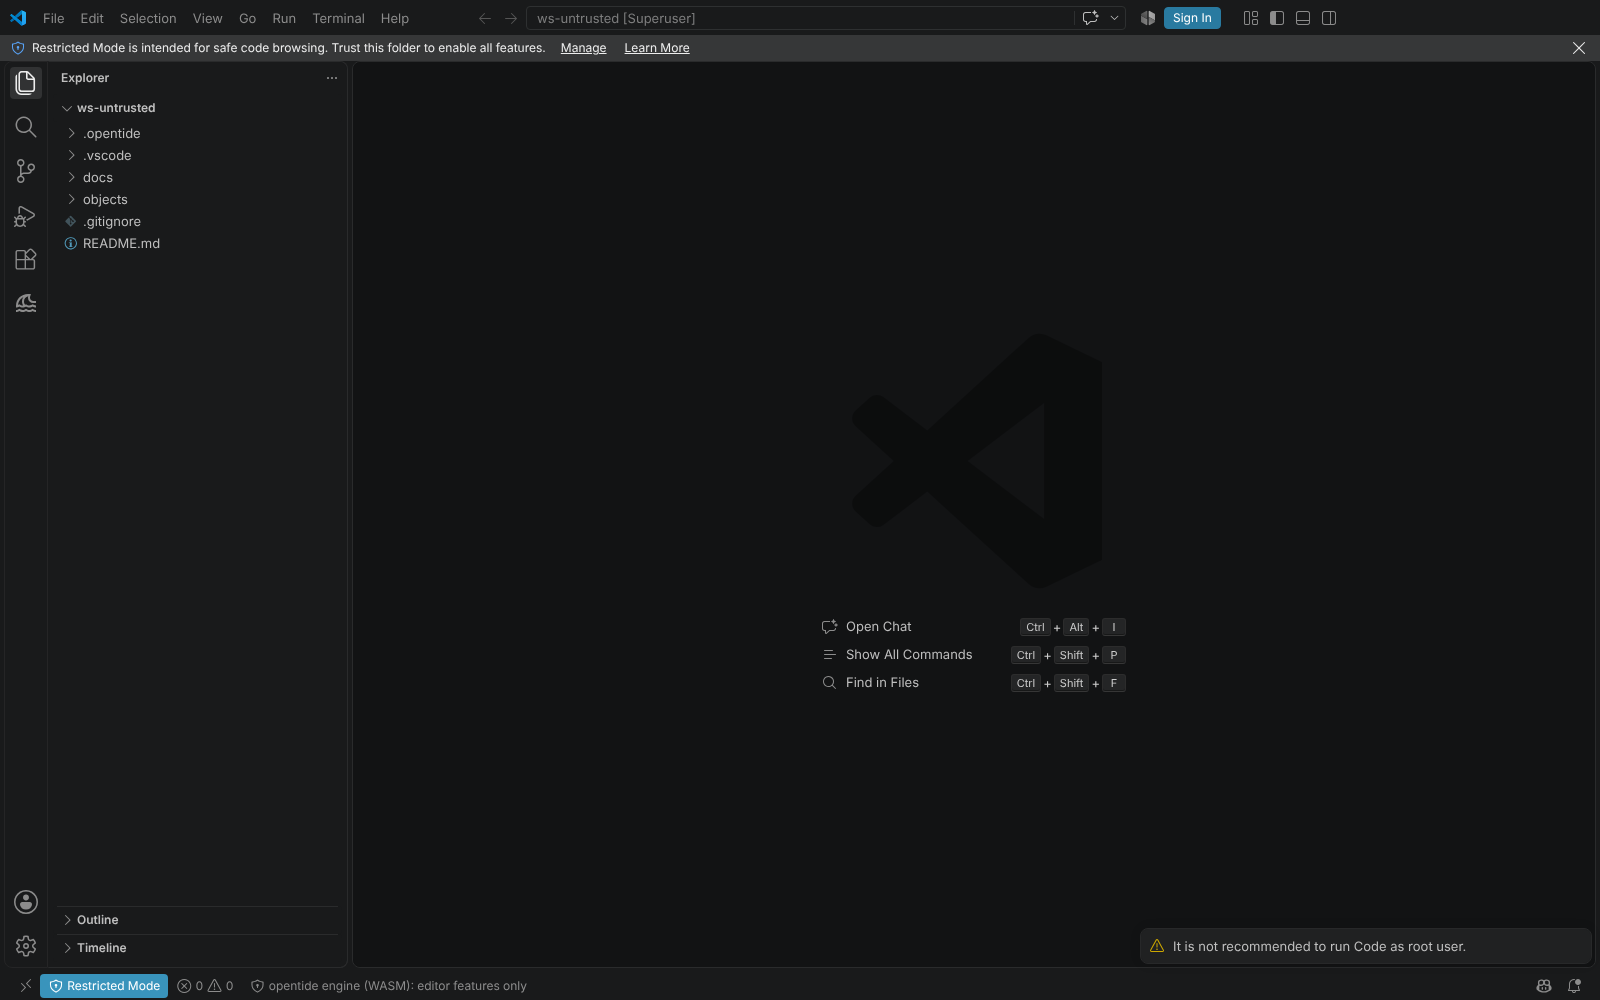 File Edit Selection View Go Run Terminal Help
ws-untrusted [Superuser]
Sign In
Restricted Mode is intended for safe code browsing. Trust this folder to enable all features. Manage Learn More
Explorer
ws-untrusted
.opentide
.vscode
docs
objects
.gitignore
README.md
Open Chat Ctrl + Alt + I
Show All Commands Ctrl + Shift + P
Find in Files Ctrl + Shift + F
Outline
Timeline
It is not recommended to run Code as root user.
Restricted Mode 0 0 opentide engine (WASM): editor features only